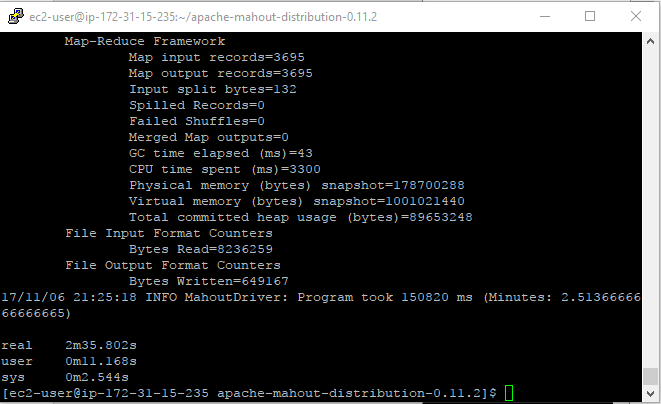 ec2-user@ip-172-31-15-235:~/apache-mahout-distribution-0.11.2
Map-Reduce Framework
Map input records=3695
Map output records=3695
Input split bytes=132
Spilled Records=0
Failed Shuffles=0
Merged Map outputs=0
GC time elapsed (ms)=43
CPU time spent (ms)=3300
Physical memory (bytes) snapshot=178700288
Virtual memory (bytes) snapshot=1001021440
Total committed heap usage (bytes)=89653248
File Input Format Counters
Bytes Read=8236259
File Output Format Counters
Bytes Written=649167
17/11/06 21:25:18 INFO MahoutDriver: Program took 150820 ms (Minutes: 2.51366666
66666665)
real    2m35.802s
user    0m11.168s
sys     0m2.544s
[ec2-user@ip-172-31-15-235 apache-mahout-distribution-0.11.2]$